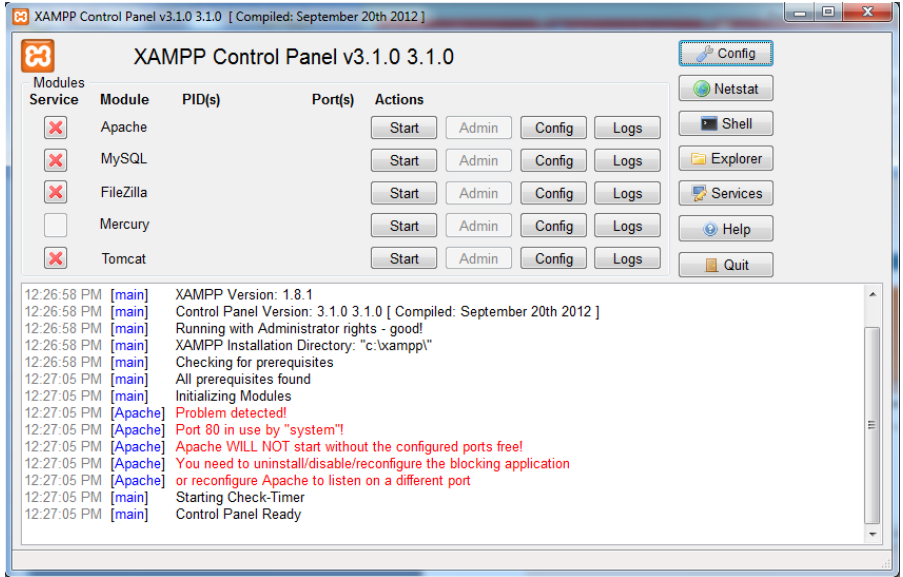 XAMPP Control Panel v3.1.0 3.1.0 [ Compiled: September 20th 2012 ]
XAMPP Control Panel v3.1.0 3.1.0
Config
Modules
Netstat
Service Module PID(s) Port(s) Actions
Apache Start Admin Config Logs
Shell
MySQL Start Admin Config Logs
Explorer
FileZilla Start Admin Config Logs
Services
Mercury Start Admin Config Logs
Help
Tomcat Start Admin Config Logs
Quit
12:26:58 PM [main] XAMPP Version: 1.8.1
12:26:58 PM [main] Control Panel Version: 3.1.0 3.1.0 [ Compiled: September 20th 2012 ]
12:26:58 PM [main] Running with Administrator rights - good!
12:26:58 PM [main] XAMPP Installation Directory: "c:\xampp\"
12:26:58 PM [main] Checking for prerequisites
12:27:05 PM [main] All prerequisites found
12:27:05 PM [main] Initializing Modules
12:27:05 PM [Apache] Problem detected!
12:27:05 PM [Apache] Port 80 in use by "system"!
12:27:05 PM [Apache] Apache WILL NOT start without the configured ports free!
12:27:05 PM [Apache] You need to uninstall/disable/reconfigure the blocking application
12:27:05 PM [Apache] or reconfigure Apache to listen on a different port
12:27:05 PM [main] Starting Check-Timer
12:27:05 PM [main] Control Panel Ready